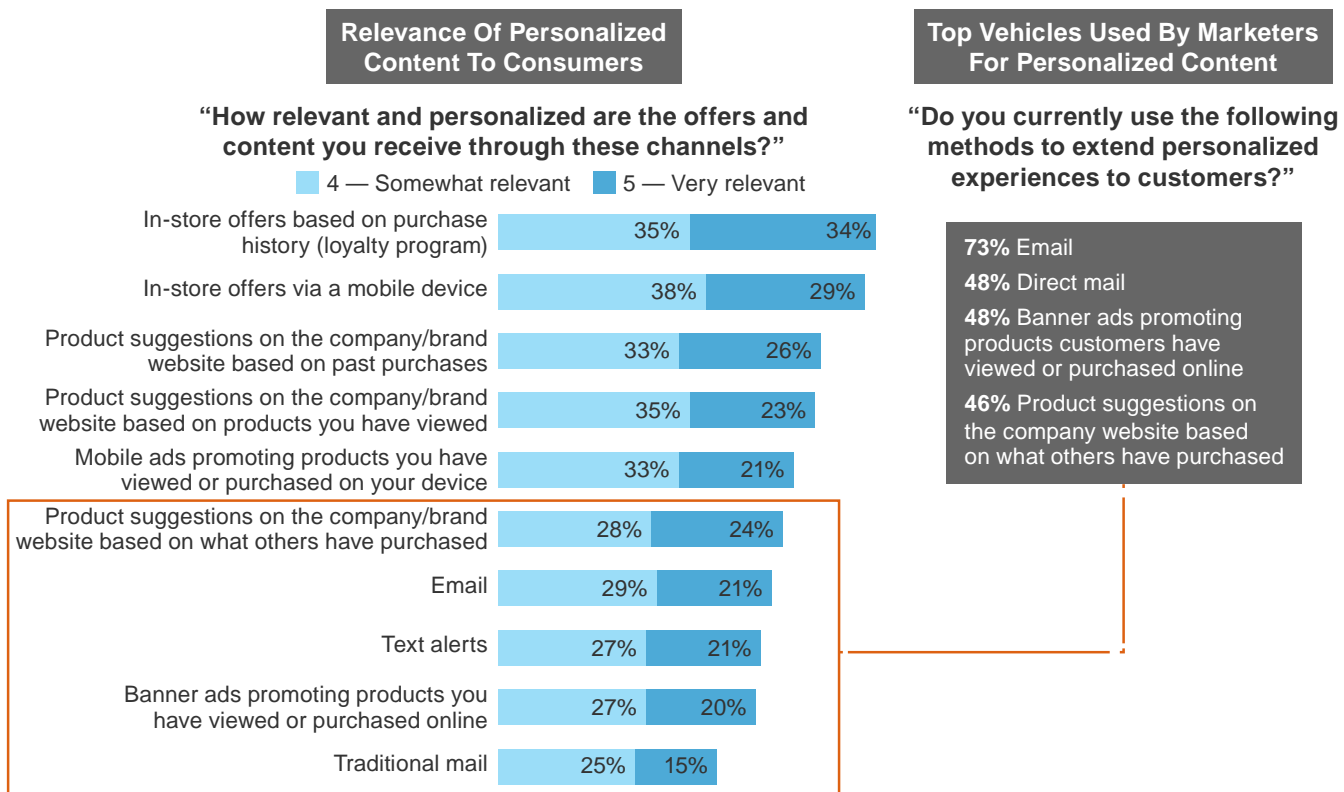 Relevance Of Personalized
Content To Consumers
“How relevant and personalized are the offers and
content you receive through these channels?”
4 — Somewhat relevant 5 — Very relevant
In-store offers based on purchase
history (loyalty program)
35% 34%
In-store offers via a mobile device
38% 29%
Product suggestions on the company/brand
website based on past purchases
33% 26%
Product suggestions on the company/brand
website based on products you have viewed
35% 23%
Mobile ads promoting products you have
viewed or purchased on your device
33% 21%
Product suggestions on the company/brand
website based on what others have purchased
28% 24%
Email
29% 21%
Text alerts
27% 21%
Banner ads promoting products you
have viewed or purchased online
27% 20%
Traditional mail
25% 15%
Top Vehicles Used By Marketers
For Personalized Content
“Do you currently use the following
methods to extend personalized
experiences to customers?”
73% Email
48% Direct mail
48% Banner ads promoting
products customers have
viewed or purchased online
46% Product suggestions on
the company website based
on what others have purchased